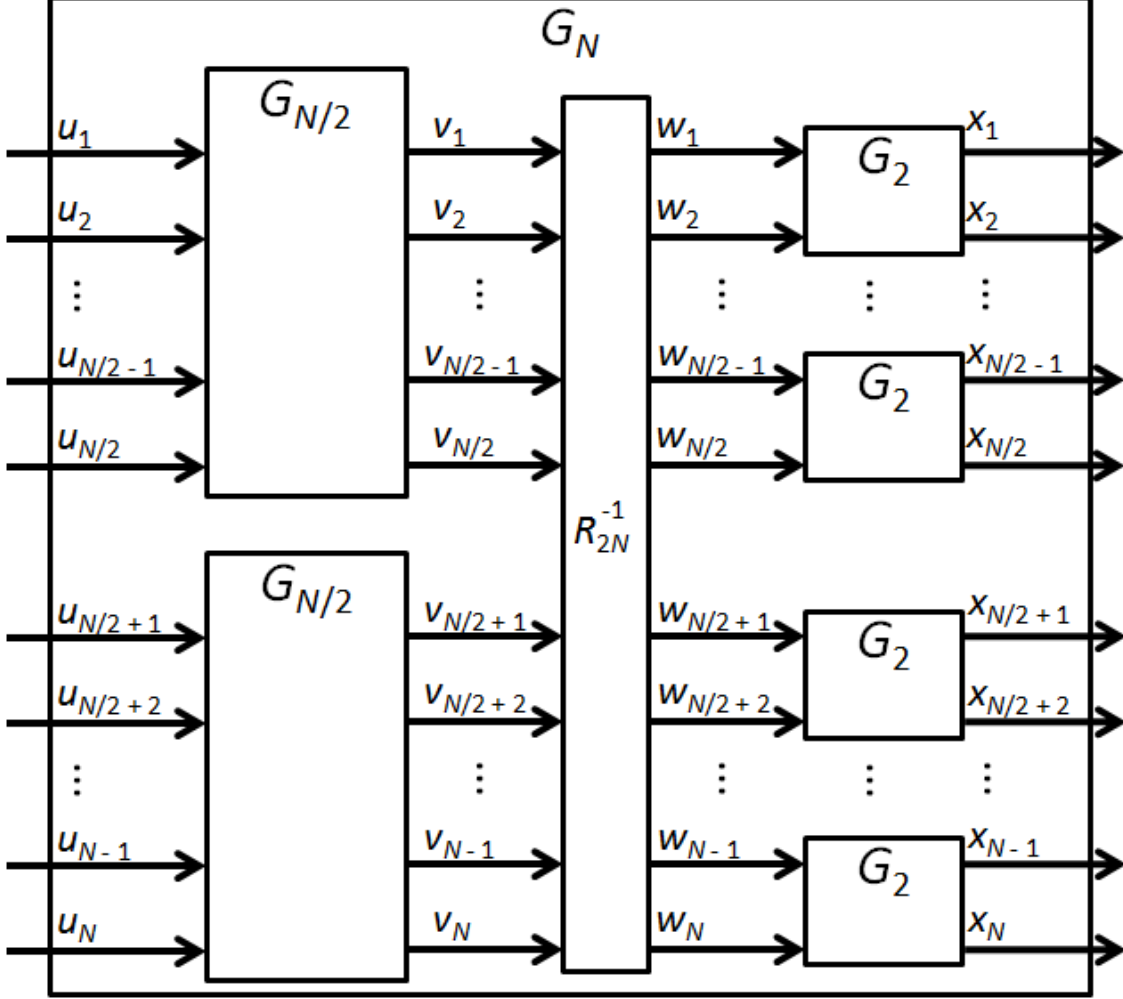 G_N
G_{N/2}
u_1 v_1 w_1 G_2 x_1
u_2 v_2 w_2 x_2
⋮ ⋮ ⋮ ⋮ ⋮
u_{N/2 - 1} v_{N/2 - 1} w_{N/2 - 1} G_2 x_{N/2 - 1}
u_{N/2} v_{N/2} w_{N/2} x_{N/2}
R_{2N}^{-1}
G_{N/2}
u_{N/2 + 1} v_{N/2 + 1} w_{N/2 + 1} G_2 x_{N/2 + 1}
u_{N/2 + 2} v_{N/2 + 2} w_{N/2 + 2} x_{N/2 + 2}
⋮ ⋮ ⋮ ⋮ ⋮
u_{N - 1} v_{N - 1} w_{N - 1} G_2 x_{N - 1}
u_N v_N w_N x_N